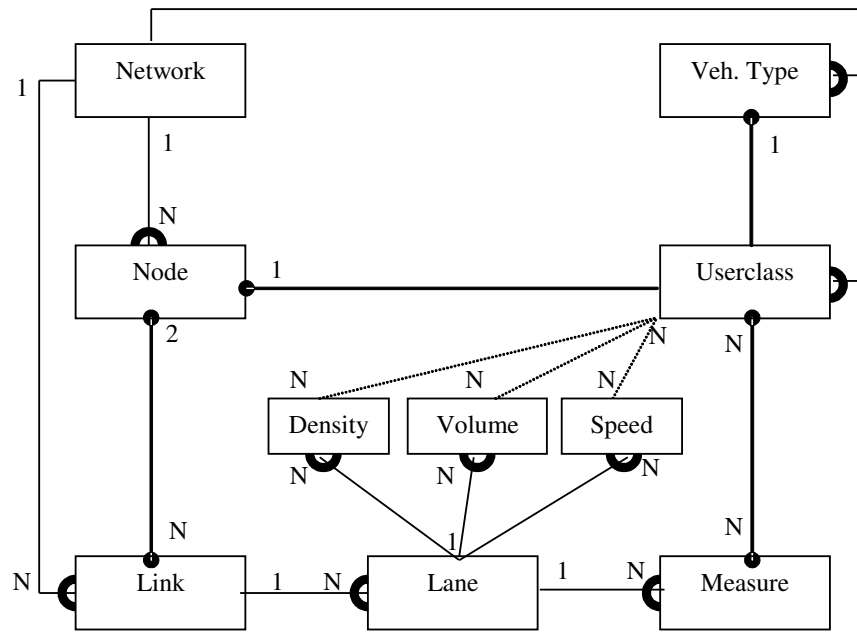 Network
Veh. Type
1
1
1
N
Node
1
Userclass
2
N
N
N
N
N
Density
Volume
Speed
N
N
N
N
N
1
N
Link
1
N
Lane
1
N
Measure